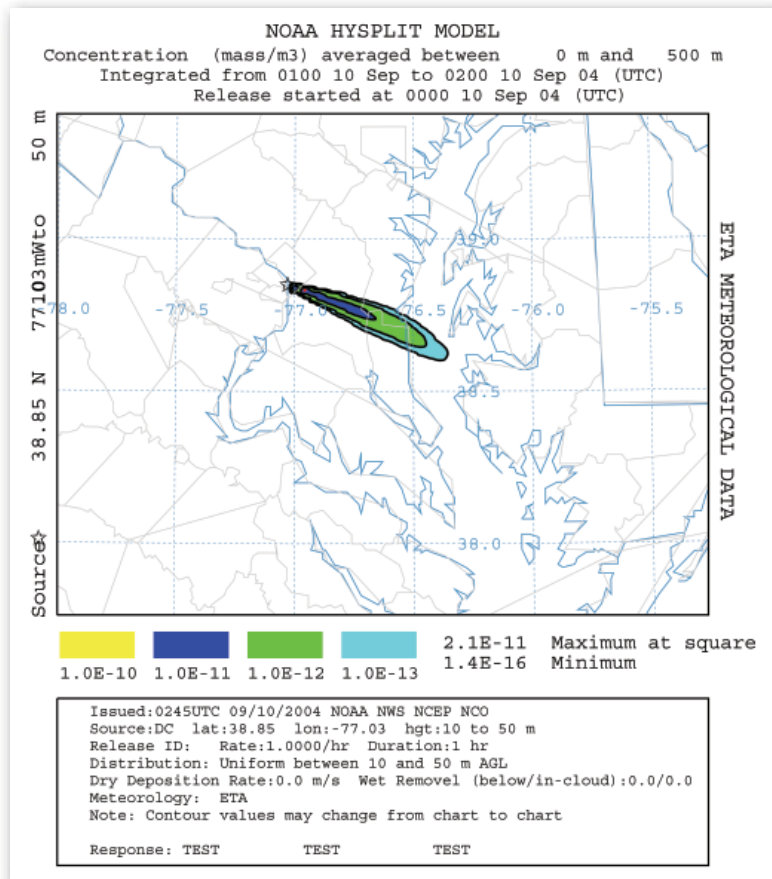 NOAA HYSPLIT MODEL
Concentration (mass/m3) averaged between 0 m and 500 m
Integrated from 0100 10 Sep to 0200 10 Sep 04 (UTC)
Release started at 0000 10 Sep 04 (UTC)
Source ☆ 38.85 N 50 m
39.0
-78.0 -77.5 -77.0 -76.5 -76.0 -75.5
38.5
38.0
ETA METEOROLOGICAL DATA
2.1E-11 Maximum at square
1.4E-16 Minimum
1.0E-10 1.0E-11 1.0E-12 1.0E-13
Issued:0245UTC 09/10/2004 NOAA NWS NCEP NCO
Source:DC lat:38.85 lon:-77.03 hgt:10 to 50 m
Release ID: Rate:1.0000/hr Duration:1 hr
Distribution: Uniform between 10 and 50 m AGL
Dry Deposition Rate:0.0 m/s Wet Removel (below/in-cloud):0.0/0.0
Meteorology: ETA
Note: Contour values may change from chart to chart
Response: TEST TEST TEST